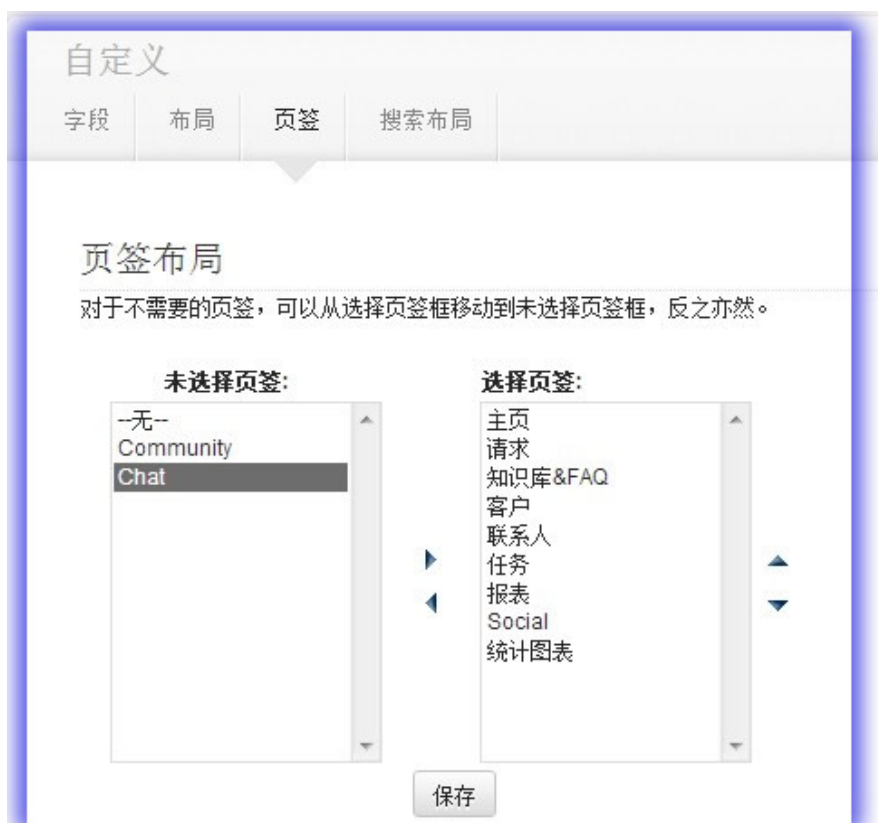 自定义
字段 布局 页签 搜索布局
页签布局
对于不需要的页签，可以从选择页签框移动到未选择页签框，反之亦然。
未选择页签: 选择页签:
--无--
Community
Chat
主页
请求
知识库&FAQ
客户
联系人
任务
报表
Social
统计图表
保存